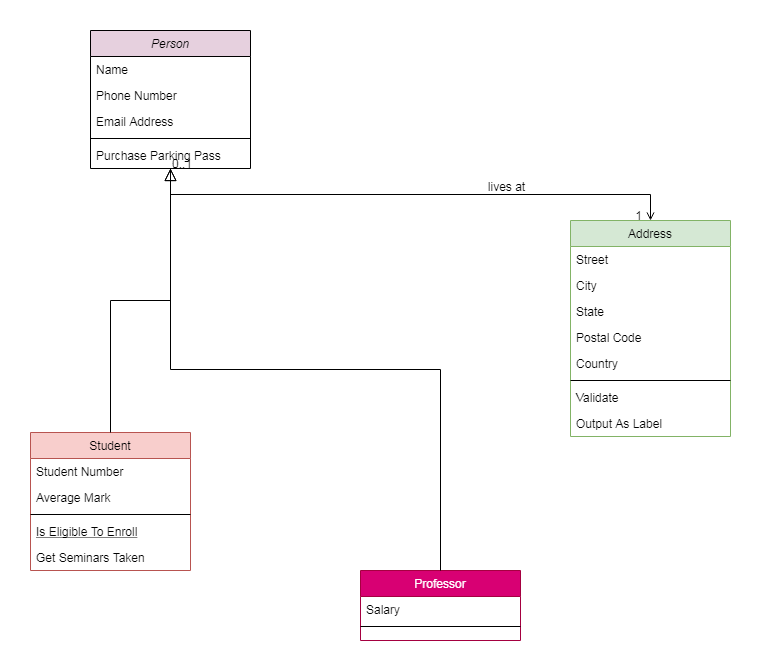 Person
Name
Phone Number
Email Address
Purchase Parking Pass
0..1
lives at
1
Address
Street
City
State
Postal Code
Country
Validate
Output As Label
Student
Student Number
Average Mark
Is Eligible To Enroll
Get Seminars Taken
Professor
Salary